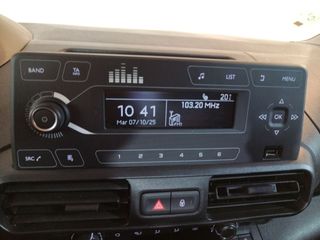 BAND
TA
INFO
LIST
MENU
20
10 41
103.20 MHz
Mar 07/10/25
OK
SRC
1 2 3 4 5 6